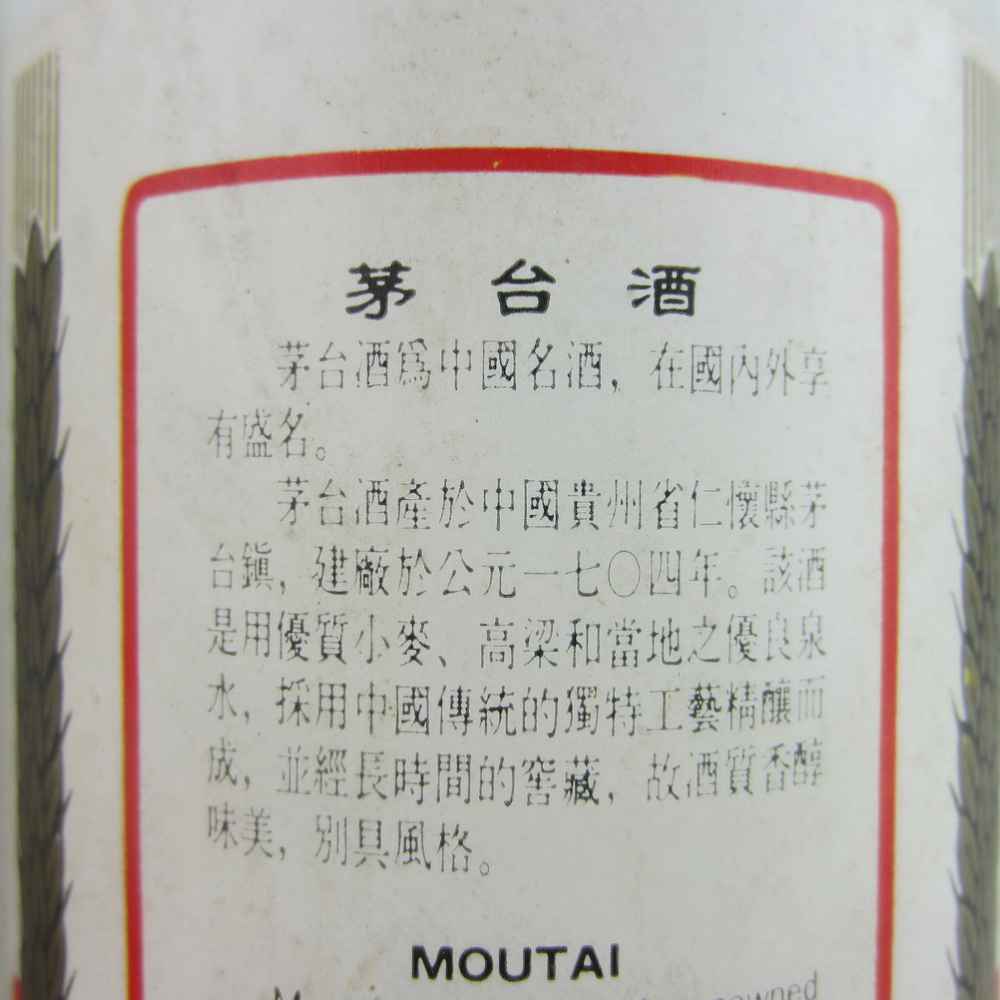 茅台酒
茅台酒爲中國名酒，在國內外享
有盛名。
茅台酒產於中國貴州省仁懷縣茅
台鎮，建廠於公元一七〇四年。該酒
是用優質小麥、高梁和當地之優良泉
水，採用中國傳統的獨特工藝精釀而
成，並經長時間的窖藏，故酒質香醇
味美，別具風格。
MOUTAI